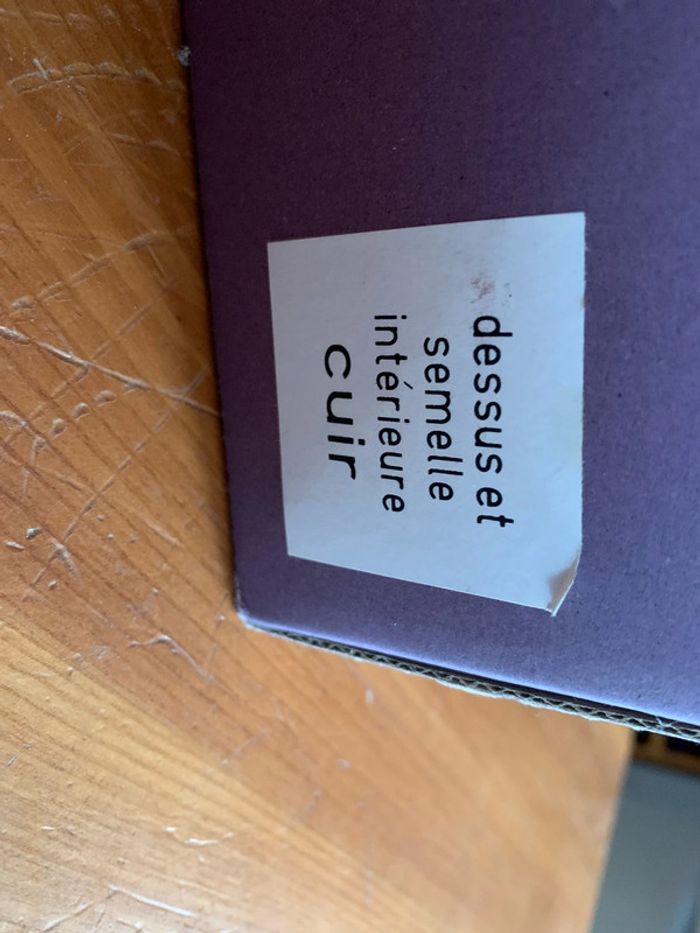 dessus et
semelle
intérieure
cuir